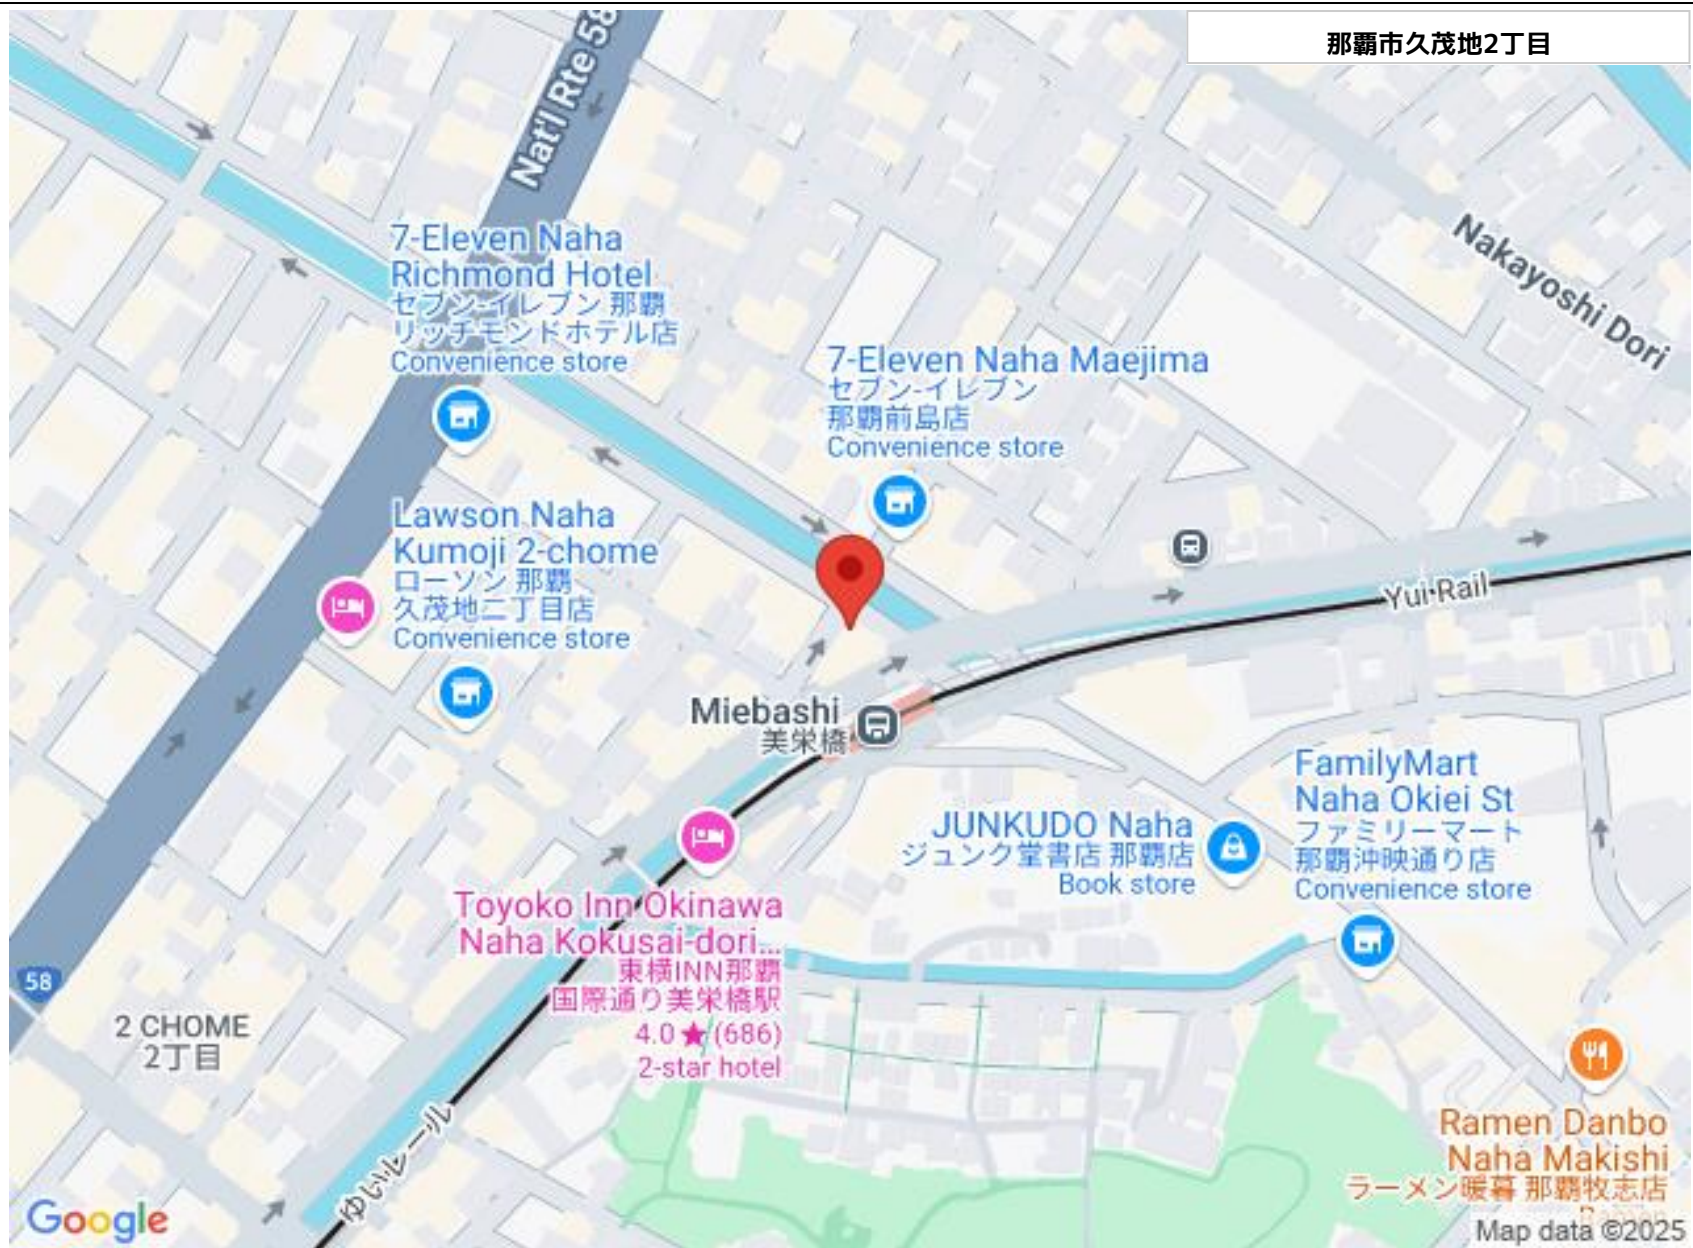 那覇市久茂地2丁目
Nat'l Rte 58
Nakayoshi Dori
7-Eleven Naha
Richmond Hotel
セブン-イレブン 那覇
リッチモンドホテル店
Convenience store
7-Eleven Naha Maejima
セブン-イレブン
那覇前島店
Convenience store
Lawson Naha
Kumoji 2-chome
ローソン 那覇
久茂地二丁目店
Convenience store
Yui Rail
Miebashi
美栄橋
FamilyMart
Naha Okiei St
ファミリーマート
那覇沖映通り店
Convenience store
JUNKUDO Naha
ジュンク堂書店 那覇店
Book store
Toyoko Inn Okinawa
Naha Kokusai-dori...
東横INN那覇
国際通り美栄橋駅
4.0 ★ (686)
2-star hotel
58
2 CHOME
2丁目
ゆいレール
Ramen Danbo
Naha Makishi
ラーメン暖暮 那覇牧志店
Ramen
Google
Map data ©2025